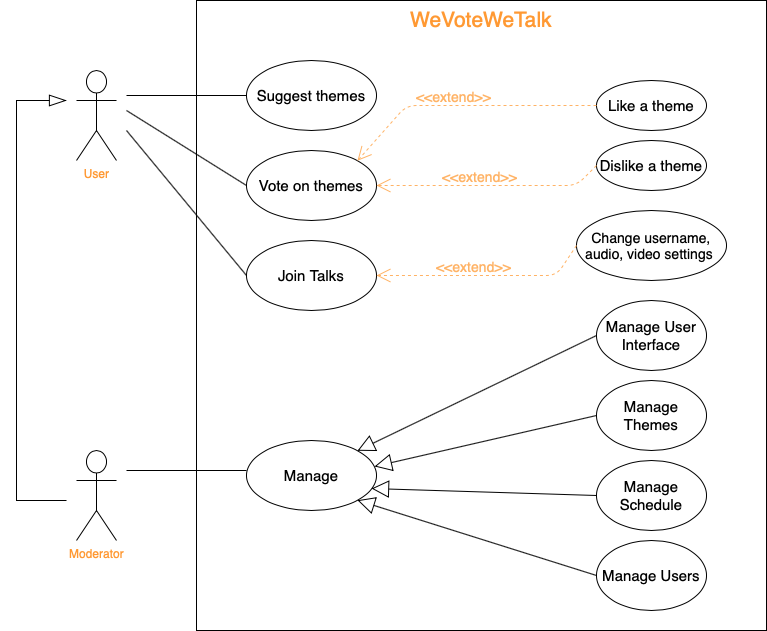 WeVoteWeTalk
Suggest themes
<<extend>>
Like a theme
User
Vote on themes
<<extend>>
Dislike a theme
Join Talks
<<extend>>
Change username,
audio, video settings
Manage User
Interface
Manage
Themes
Manage
Manage
Schedule
Moderator
Manage Users